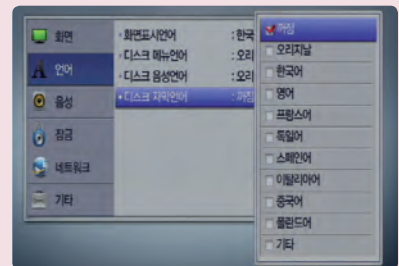 화면
언어
음성
잠금
네트워크
기타
화면표시언어 : 한국
디스크 메뉴언어 : 오리
디스크 음성언어 : 오리
디스크 자막언어 : 꺼짐
꺼짐
오리지날
한국어
영어
프랑스어
독일어
스페인어
이탈리아어
중국어
폴란드어
기타